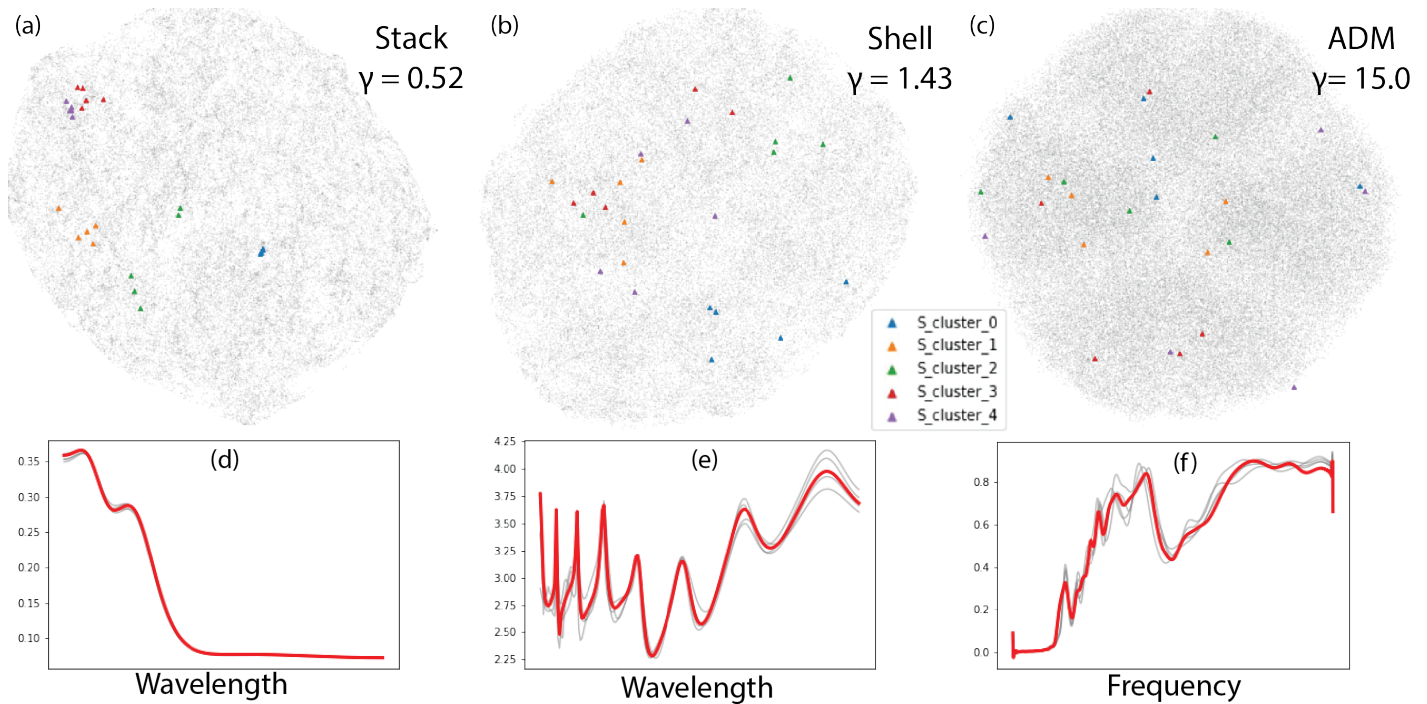 (a)
Stack
γ = 0.52
(b)
Shell
γ = 1.43
(c)
ADM
γ= 15.0
S_cluster_0
S_cluster_1
S_cluster_2
S_cluster_3
S_cluster_4
(d)
0.35
0.30
0.25
0.20
0.15
0.10
Wavelength
(e)
4.25
4.00
3.75
3.50
3.25
3.00
2.75
2.50
2.25
Wavelength
(f)
0.8
0.6
0.4
0.2
0.0
Frequency